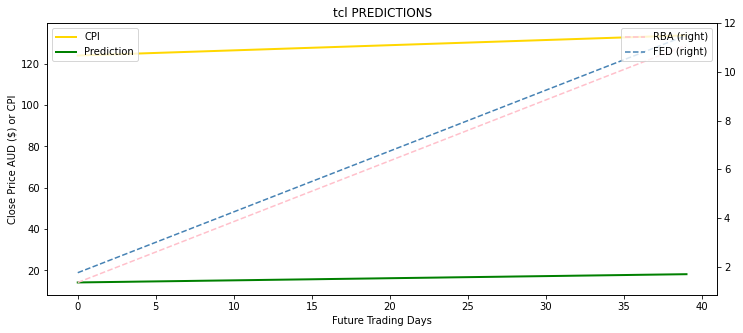 tcl PREDICTIONS
CPI
Prediction
RBA (right)
FED (right)
Close Price AUD ($) or CPI
120
100
80
60
40
20
12
10
8
6
4
2
0 5 10 15 20 25 30 35 40
Future Trading Days